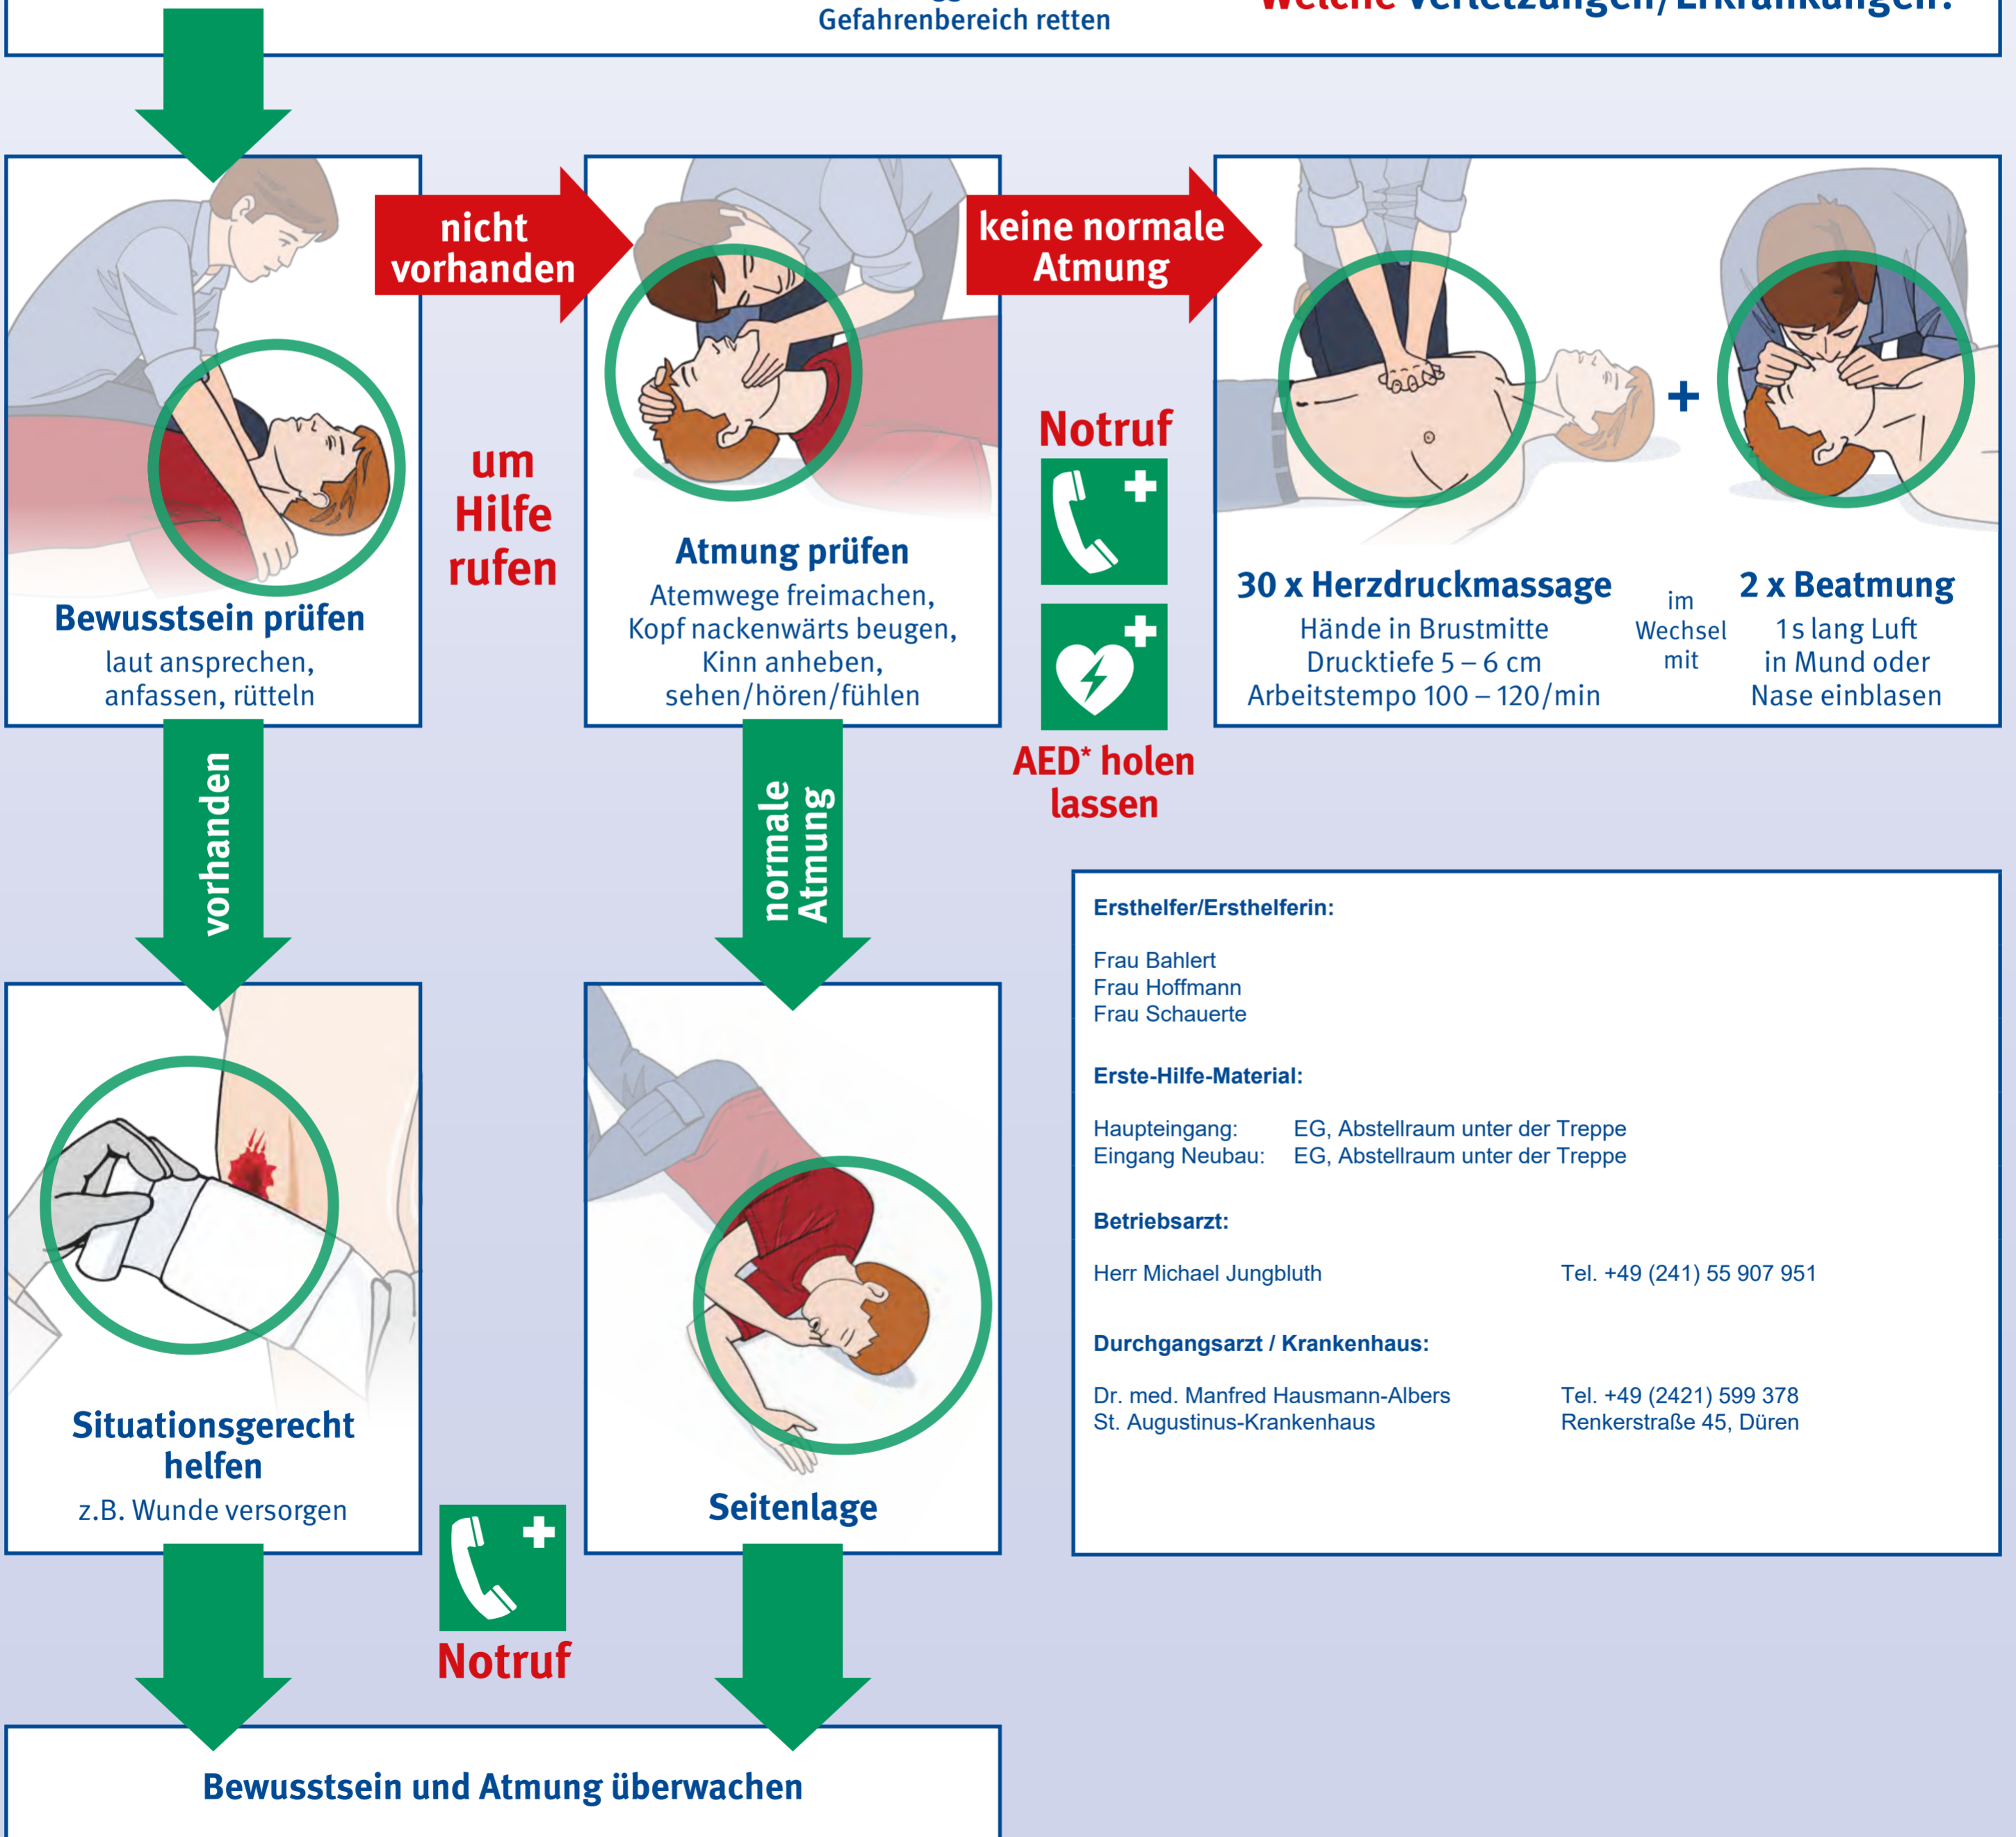 Gefahrenbereich retten
Welche Verletzungen/Erkrankungen?
nicht
vorhanden
keine normale
Atmung
um
Hilfe
rufen
Notruf
Bewusstsein prüfen
laut ansprechen,
anfassen, rütteln
Atmung prüfen
Atemwege freimachen,
Kopf nackenwärts beugen,
Kinn anheben,
sehen/hören/fühlen
30 x Herzdruckmassage
Hände in Brustmitte
Drucktiefe 5 – 6 cm
Arbeitstempo 100 – 120/min
+
im
Wechsel
mit
2 x Beatmung
1 s lang Luft
in Mund oder
Nase einblasen
AED* holen
lassen
vorhanden
normale
Atmung
Ersthelfer/Ersthelferin:
Frau Bahlert
Frau Hoffmann
Frau Schauerte
Erste-Hilfe-Material:
Haupteingang: EG, Abstellraum unter der Treppe
Eingang Neubau: EG, Abstellraum unter der Treppe
Betriebsarzt:
Herr Michael Jungbluth Tel. +49 (241) 55 907 951
Durchgangsarzt / Krankenhaus:
Dr. med. Manfred Hausmann-Albers Tel. +49 (2421) 599 378
St. Augustinus-Krankenhaus Renkerstraße 45, Düren
Situationsgerecht
helfen
z.B. Wunde versorgen
Seitenlage
Notruf
Bewusstsein und Atmung überwachen